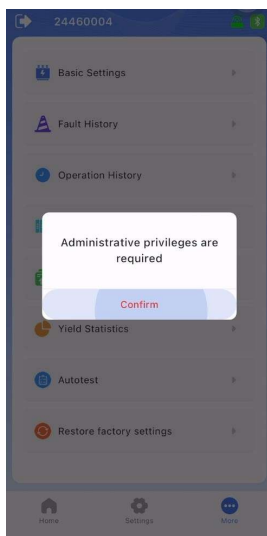 24460004
Basic Settings
Fault History
Operation History
Administrative privileges are
required
Confirm
Yield Statistics
Autotest
Restore factory settings
Home
Settings
More